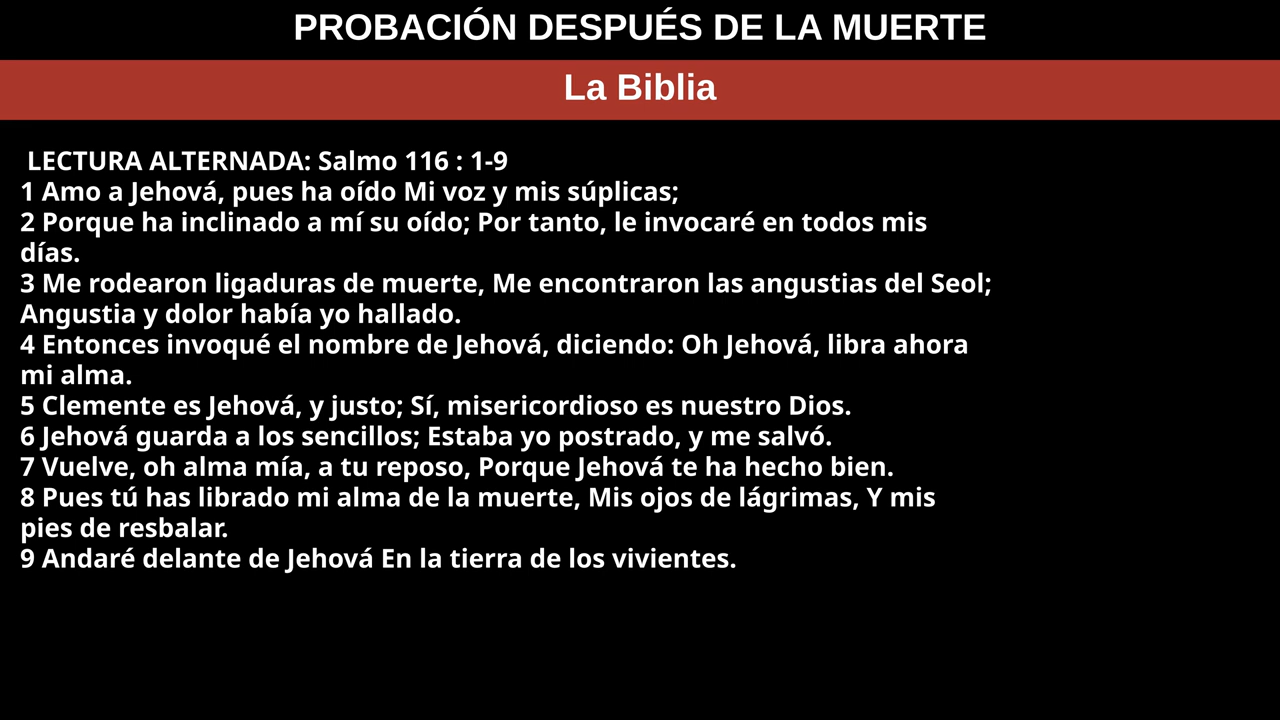 PROBACIÓN DESPUÉS DE LA MUERTE
La Biblia
LECTURA ALTERNADA: Salmo 116 : 1-9
1 Amo a Jehová, pues ha oído Mi voz y mis súplicas;
2 Porque ha inclinado a mí su oído; Por tanto, le invocaré en todos mis
días.
3 Me rodearon ligaduras de muerte, Me encontraron las angustias del Seol;
Angustia y dolor había yo hallado.
4 Entonces invoqué el nombre de Jehová, diciendo: Oh Jehová, libra ahora
mi alma.
5 Clemente es Jehová, y justo; Sí, misericordioso es nuestro Dios.
6 Jehová guarda a los sencillos; Estaba yo postrado, y me salvó.
7 Vuelve, oh alma mía, a tu reposo, Porque Jehová te ha hecho bien.
8 Pues tú has librado mi alma de la muerte, Mis ojos de lágrimas, Y mis
pies de resbalar.
9 Andaré delante de Jehová En la tierra de los vivientes.